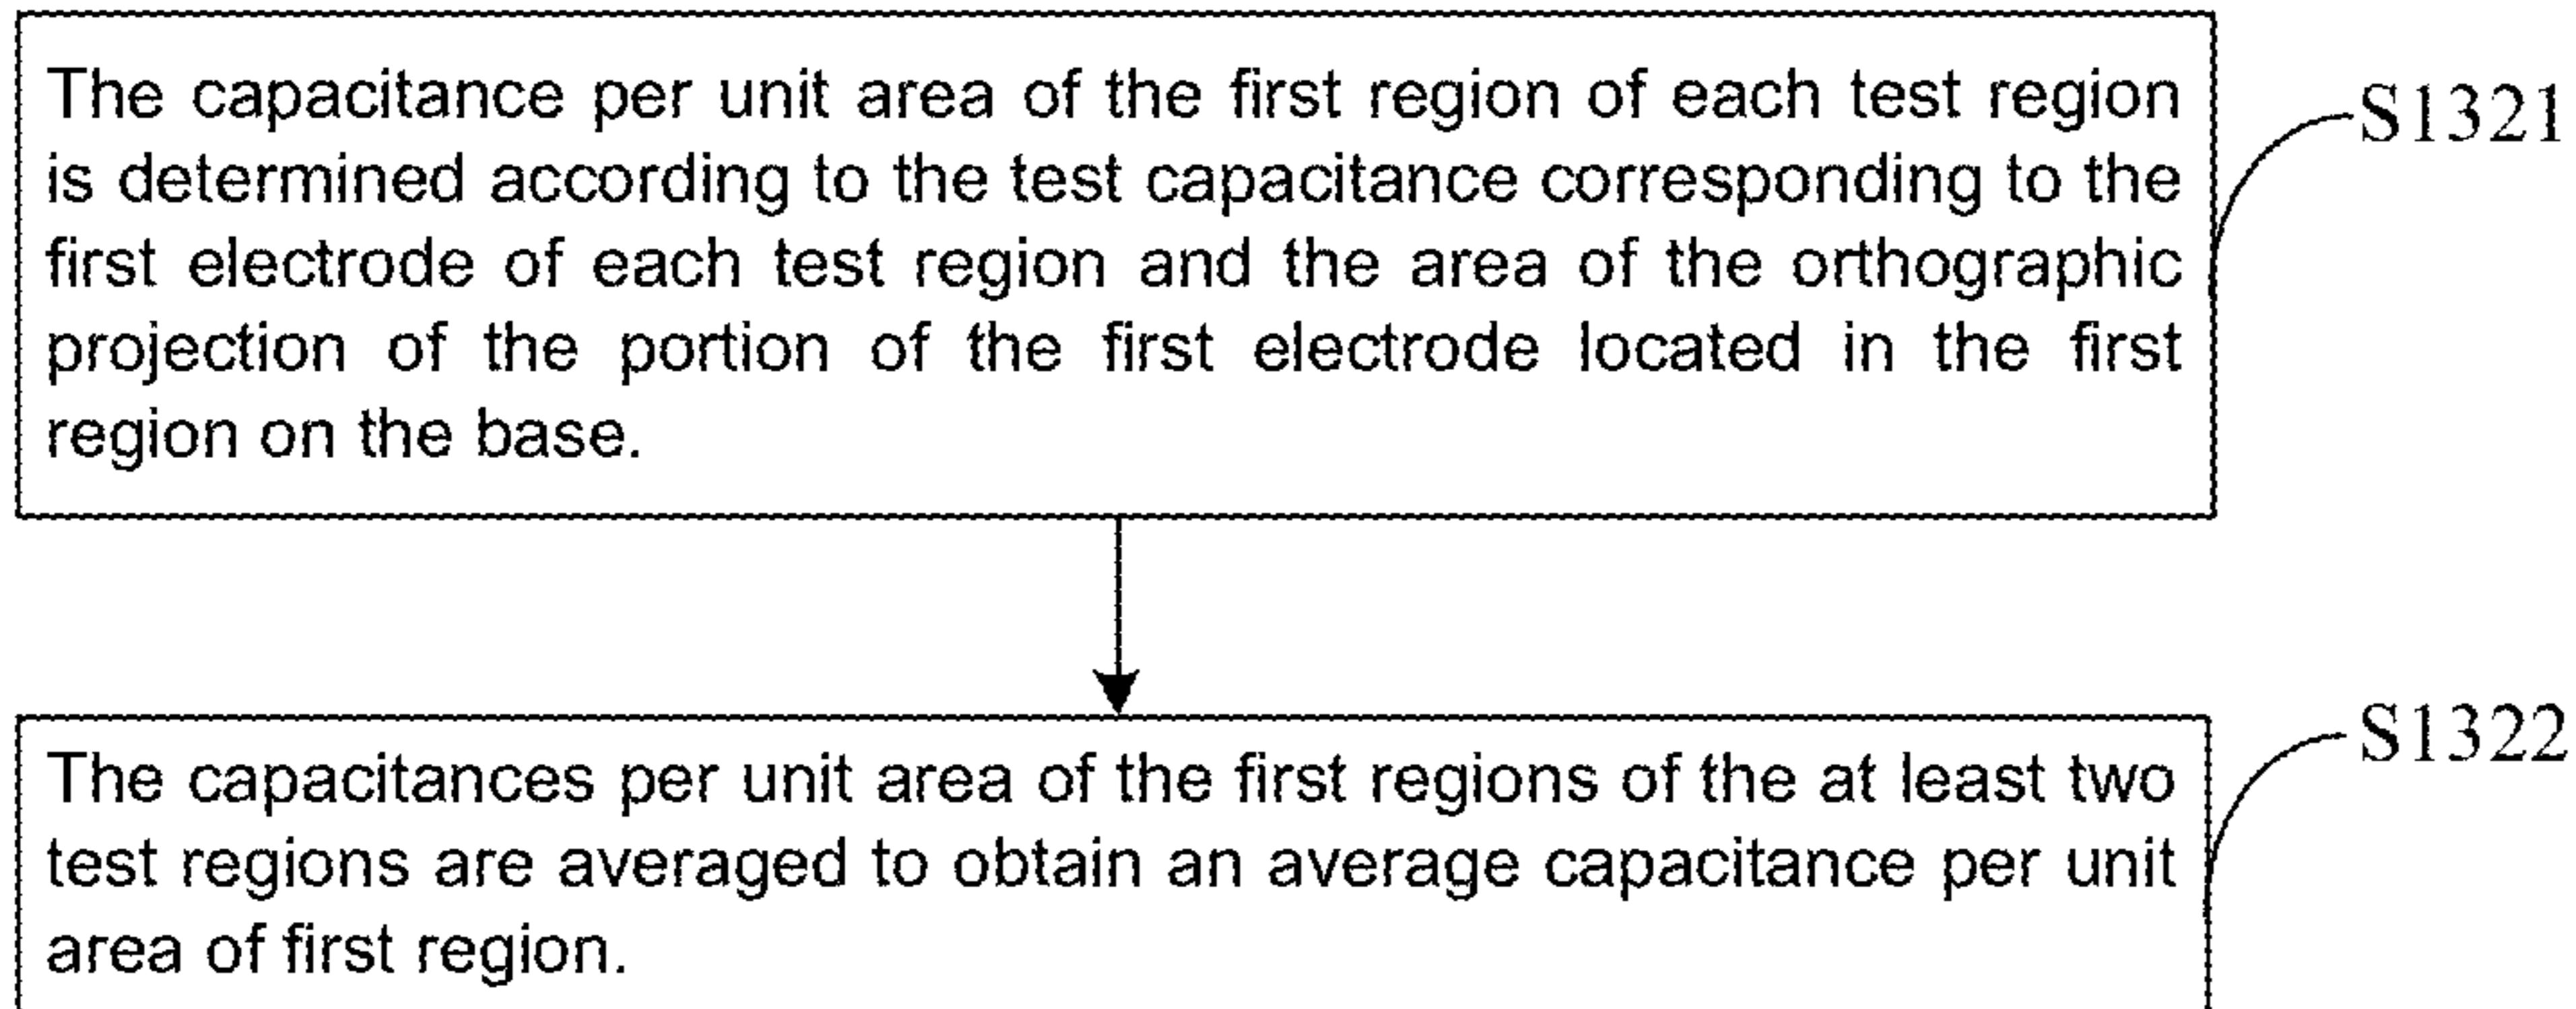 The capacitance per unit area of the first region of each test region
is determined according to the test capacitance corresponding to the
first electrode of each test region and the area of the orthographic
projection of the portion of the first electrode located in the first
region on the base.
S1321
The capacitances per unit area of the first regions of the at least two
test regions are averaged to obtain an average capacitance per unit
area of first region.
S1322